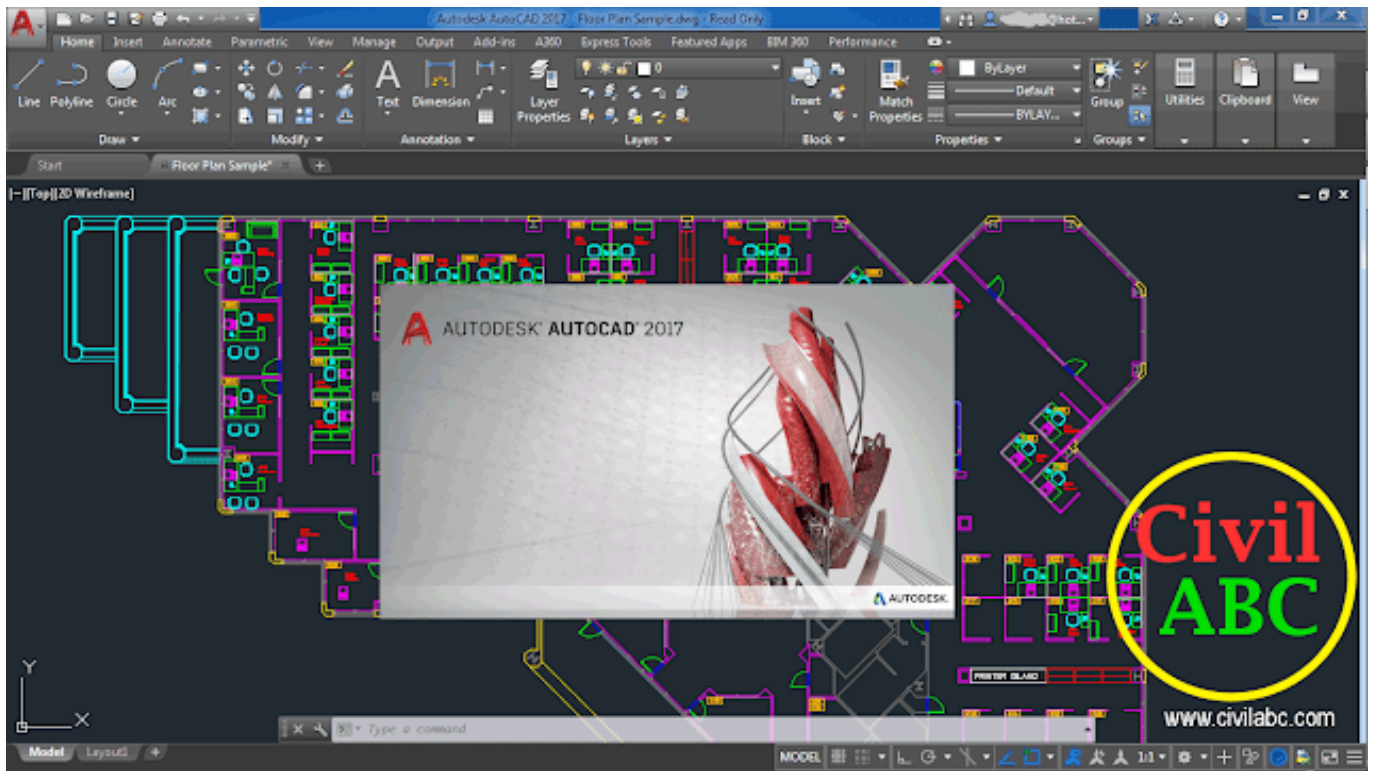 Autodesk AutoCAD 2017 Floor Plan Sample.dwg - Read Only
@hot...
Home Insert Annotate Parametric View Manage Output Add-ins A360 Express Tools Featured Apps BIM 360 Performance
0 ByLayer
Line Polyline Circle Arc Text Dimension Layer Properties Insert Match Properties Default Group Utilities Clipboard View
BYLAY...
Draw Modify Annotation Layers Block Properties Groups
Start Floor Plan Sample* +
[-][Top][2D Wireframe]
AUTODESK® AUTOCAD® 2017
AUTODESK.
Civil
ABC
www.civilabc.com
PRINTER ISLAND
Y
X
Type a command
Model Layout1 +
MODEL 1:1